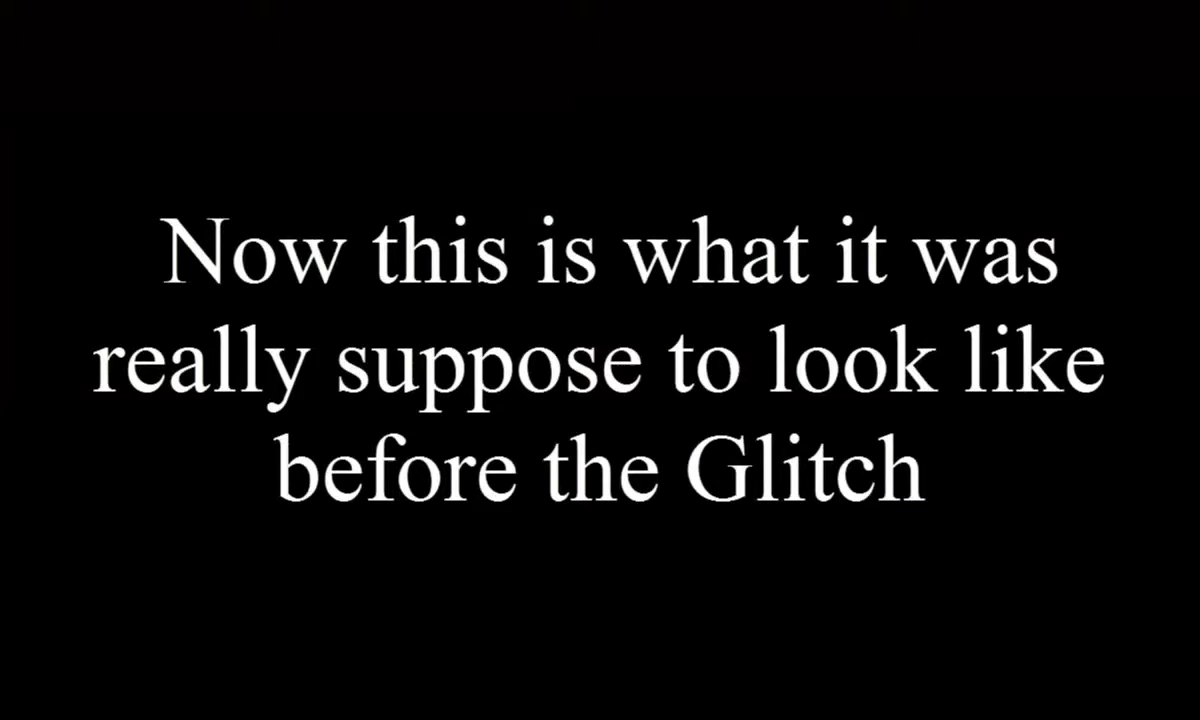 Now this is what it was
really suppose to look like
before the Glitch